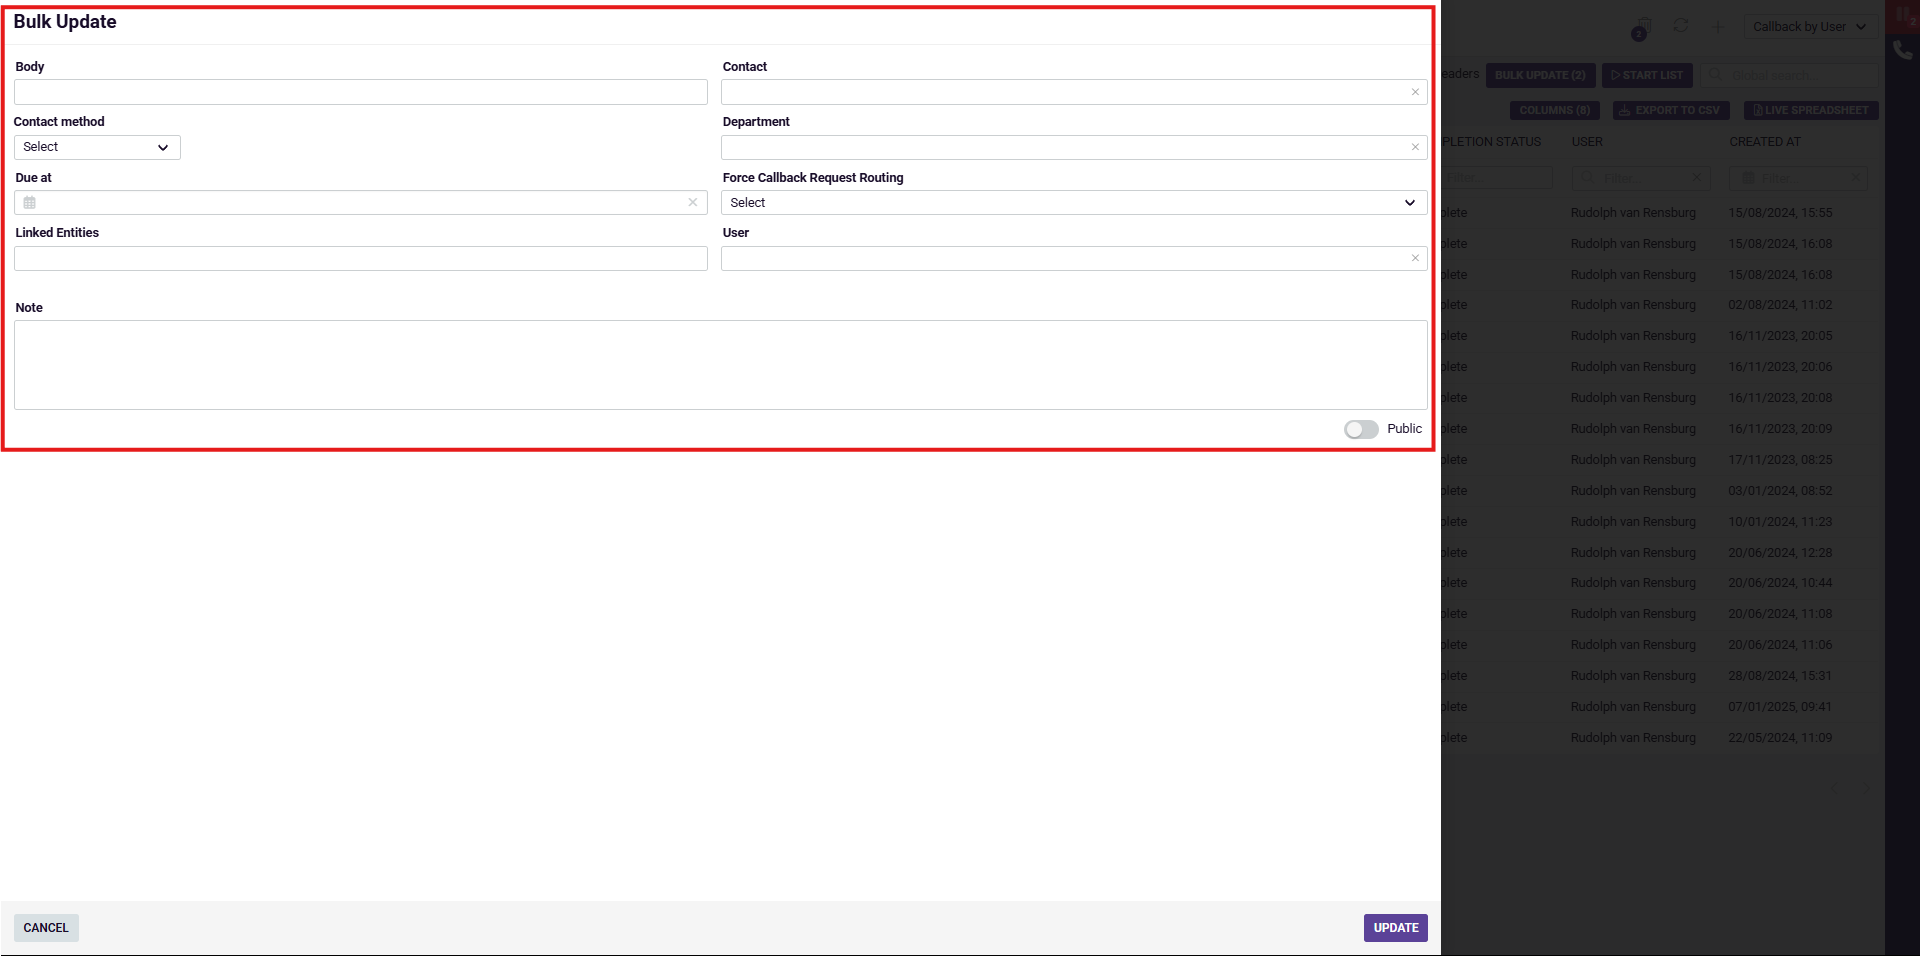 Bulk Update
Body
Contact
Contact method
Select
Department
Due at
Force Callback Request Routing
Select
Linked Entities
User
Note
Public
CANCEL
UPDATE
2
Callback by User
2
eaders
BULK UPDATE (2)
START LIST
Global search...
COLUMNS (8)
EXPORT TO CSV
LIVE SPREADSHEET
PLETION STATUS USER CREATED AT
Filter... Filter... Filter...
plete Rudolph van Rensburg 15/08/2024, 15:55
plete Rudolph van Rensburg 15/08/2024, 16:08
plete Rudolph van Rensburg 15/08/2024, 16:08
plete Rudolph van Rensburg 02/08/2024, 11:02
plete Rudolph van Rensburg 16/11/2023, 20:05
plete Rudolph van Rensburg 16/11/2023, 20:06
plete Rudolph van Rensburg 16/11/2023, 20:08
plete Rudolph van Rensburg 16/11/2023, 20:09
plete Rudolph van Rensburg 17/11/2023, 08:25
plete Rudolph van Rensburg 03/01/2024, 08:52
plete Rudolph van Rensburg 10/01/2024, 11:23
plete Rudolph van Rensburg 20/06/2024, 12:28
plete Rudolph van Rensburg 20/06/2024, 10:44
plete Rudolph van Rensburg 20/06/2024, 11:08
plete Rudolph van Rensburg 20/06/2024, 11:06
plete Rudolph van Rensburg 28/08/2024, 15:31
plete Rudolph van Rensburg 07/01/2025, 09:41
plete Rudolph van Rensburg 22/05/2024, 11:09